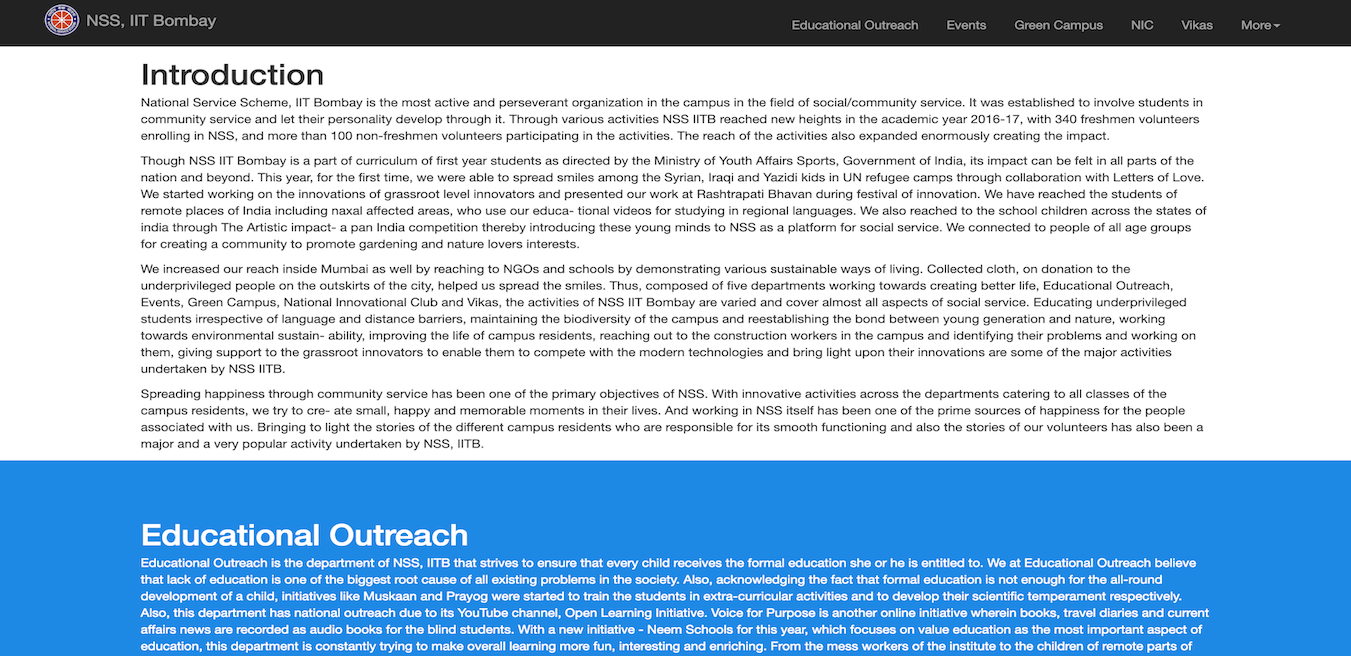 NSS, IIT Bombay
Educational Outreach Events Green Campus NIC Vikas More
Introduction
National Service Scheme, IIT Bombay is the most active and perseverant organization in the campus in the field of social/community service. It was established to involve students in
community service and let their personality develop through it. Through various activities NSS IITB reached new heights in the academic year 2016-17, with 340 freshmen volunteers
enrolling in NSS, and more than 100 non-freshmen volunteers participating in the activities. The reach of the activities also expanded enormously creating the impact.
Though NSS IIT Bombay is a part of curriculum of first year students as directed by the Ministry of Youth Affairs Sports, Government of India, its impact can be felt in all parts of the
nation and beyond. This year, for the first time, we were able to spread smiles among the Syrian, Iraqi and Yazidi kids in UN refugee camps through collaboration with Letters of Love.
We started working on the innovations of grassroot level innovators and presented our work at Rashtrapati Bhavan during festival of innovation. We have reached the students of
remote places of India including naxal affected areas, who use our educa- tional videos for studying in regional languages. We also reached to the school children across the states of
india through The Artistic impact- a pan India competition thereby introducing these young minds to NSS as a platform for social service. We connected to people of all age groups
for creating a community to promote gardening and nature lovers interests.
We increased our reach inside Mumbai as well by reaching to NGOs and schools by demonstrating various sustainable ways of living. Collected cloth, on donation to the
underprivileged people on the outskirts of the city, helped us spread the smiles. Thus, composed of five departments working towards creating better life, Educational Outreach,
Events, Green Campus, National Innovational Club and Vikas, the activities of NSS IIT Bombay are varied and cover almost all aspects of social service. Educating underprivileged
students irrespective of language and distance barriers, maintaining the biodiversity of the campus and reestablishing the bond between young generation and nature, working
towards environmental sustain- ability, improving the life of campus residents, reaching out to the construction workers in the campus and identifying their problems and working on
them, giving support to the grassroot innovators to enable them to compete with the modern technologies and bring light upon their innovations are some of the major activities
undertaken by NSS IITB.
Spreading happiness through community service has been one of the primary objectives of NSS. With innovative activities across the departments catering to all classes of the
campus residents, we try to cre- ate small, happy and memorable moments in their lives. And working in NSS itself has been one of the prime sources of happiness for the people
associated with us. Bringing to light the stories of the different campus residents who are responsible for its smooth functioning and also the stories of our volunteers has also been a
major and a very popular activity undertaken by NSS, IITB.
Educational Outreach
Educational Outreach is the department of NSS, IITB that strives to ensure that every child receives the formal education she or he is entitled to. We at Educational Outreach believe
that lack of education is one of the biggest root cause of all existing problems in the society. Also, acknowledging the fact that formal education is not enough for the all-round
development of a child, initiatives like Muskaan and Prayog were started to train the students in extra-curricular activities and to develop their scientific temperament respectively.
Also, this department has national outreach due to its YouTube channel, Open Learning Initiative. Voice for Purpose is another online initiative wherein books, travel diaries and current
affairs news are recorded as audio books for the blind students. With a new initiative - Neem Schools for this year, which focuses on value education as the most important aspect of
education, this department is constantly trying to make overall learning more fun, interesting and enriching. From the mess workers of the institute to the children of remote parts of